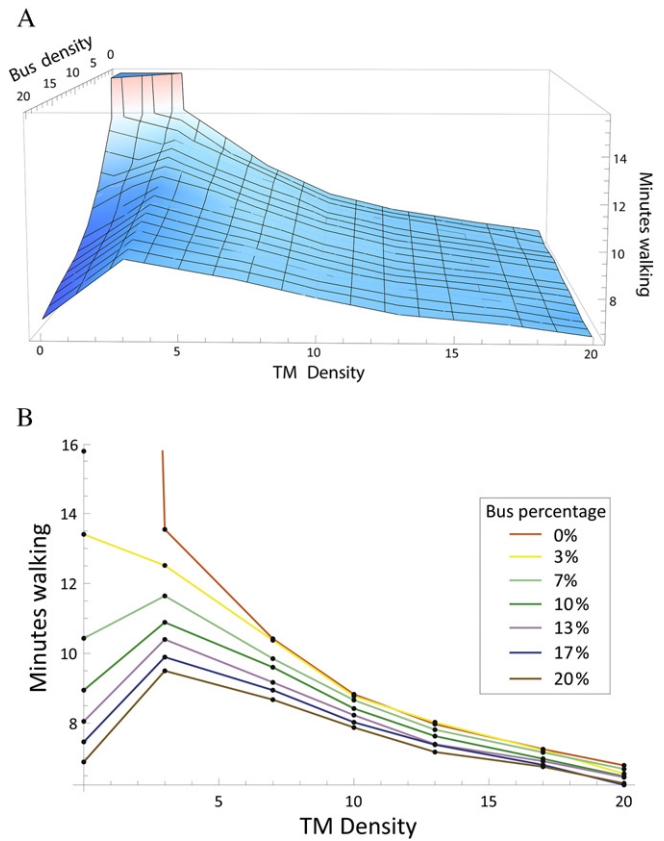 A
Bus density
20 15 10 5 0
14
12
10
8
Minutes walking
0 5 10 15 20
TM Density
B
16
14
12
10
8
Minutes walking
Bus percentage
0%
3%
7%
10%
13%
17%
20%
5 10 15 20
TM Density